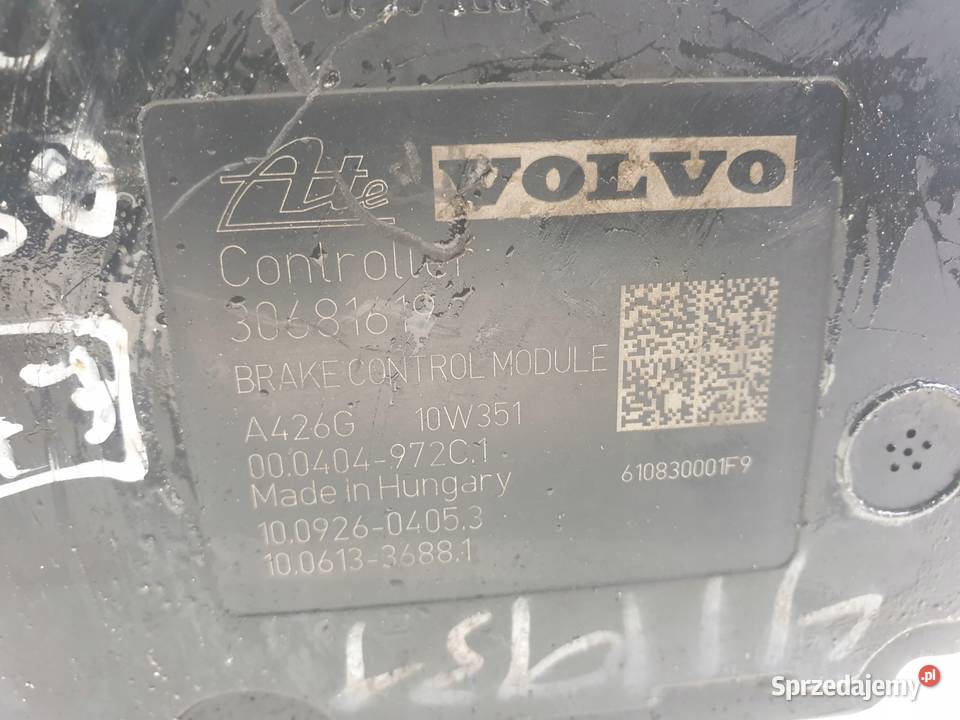 Ate VOLVO
Controller
30681619
BRAKE CONTROL MODULE
A426G 10W351
00.0404-972C.1
Made in Hungary
610830001F9
10.0926-0405.3
10.0613-3688.1
Sprzedajemy.pl